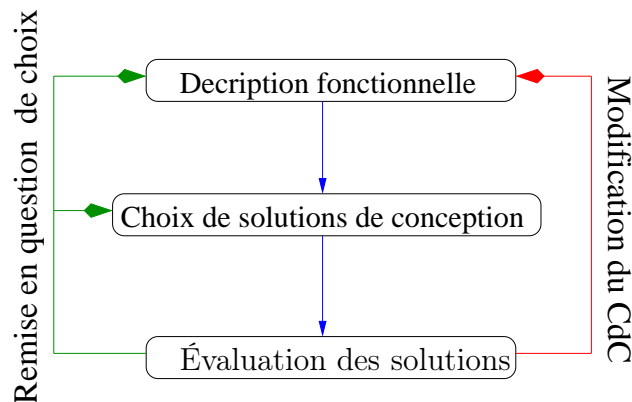 Decription fonctionnelle
Choix de solutions de conception
Évaluation des solutions
Remise en question de choix
Modification du CdC